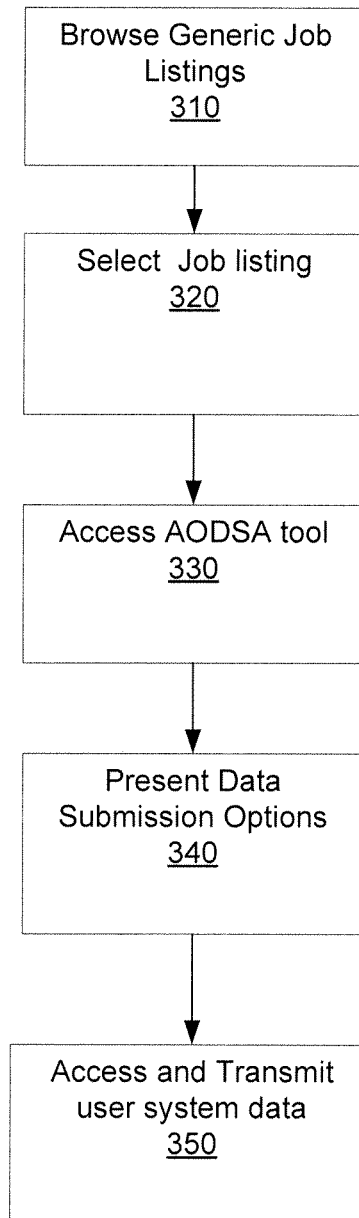 Browse Generic Job
Listings
310
Select Job listing
320
Access AODSA tool
330
Present Data
Submission Options
340
Access and Transmit
user system data
350